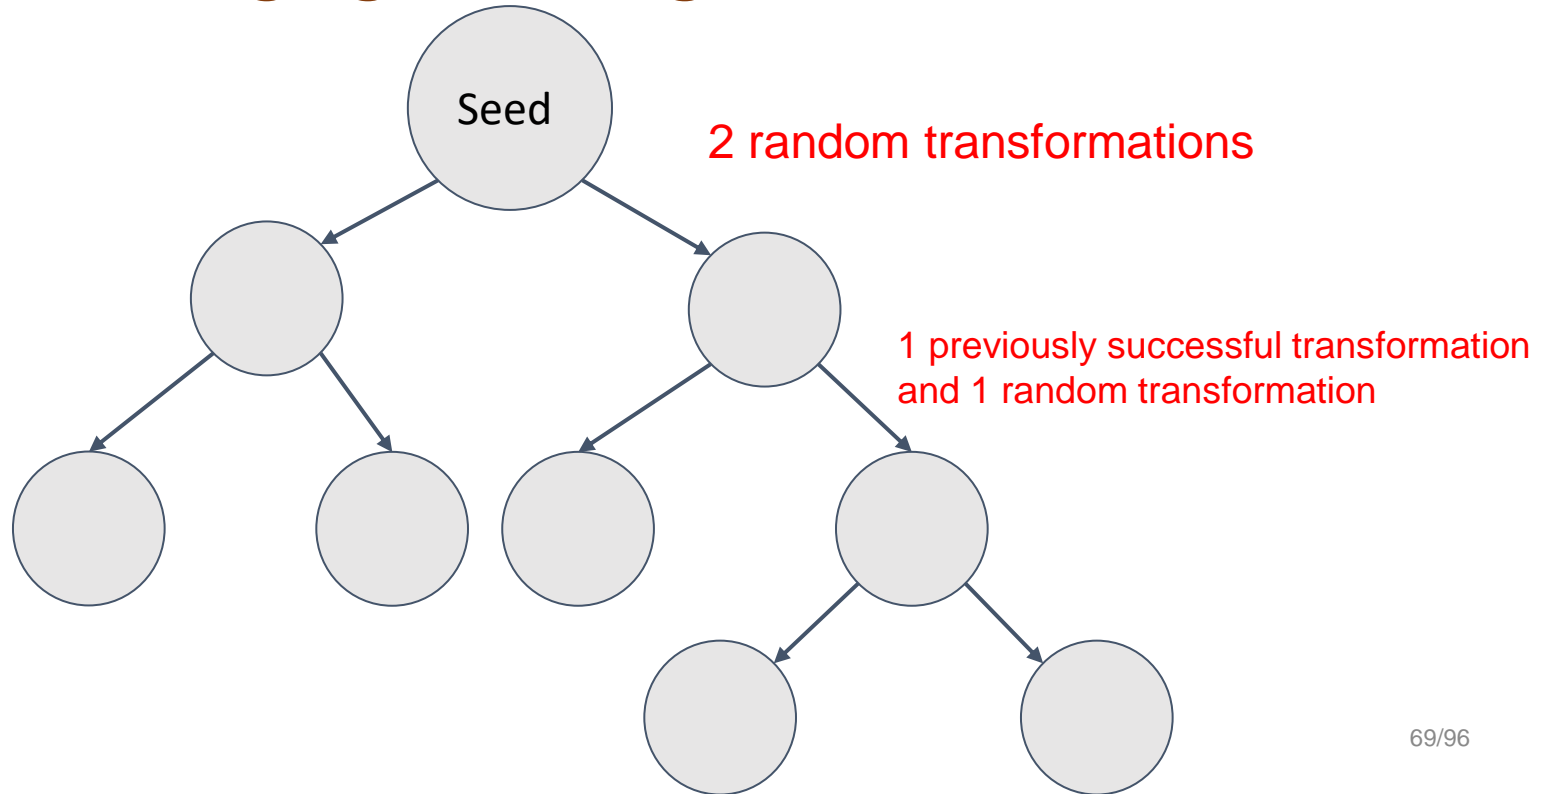 Seed
2 random transformations
1 previously successful transformation
and 1 random transformation
69/96